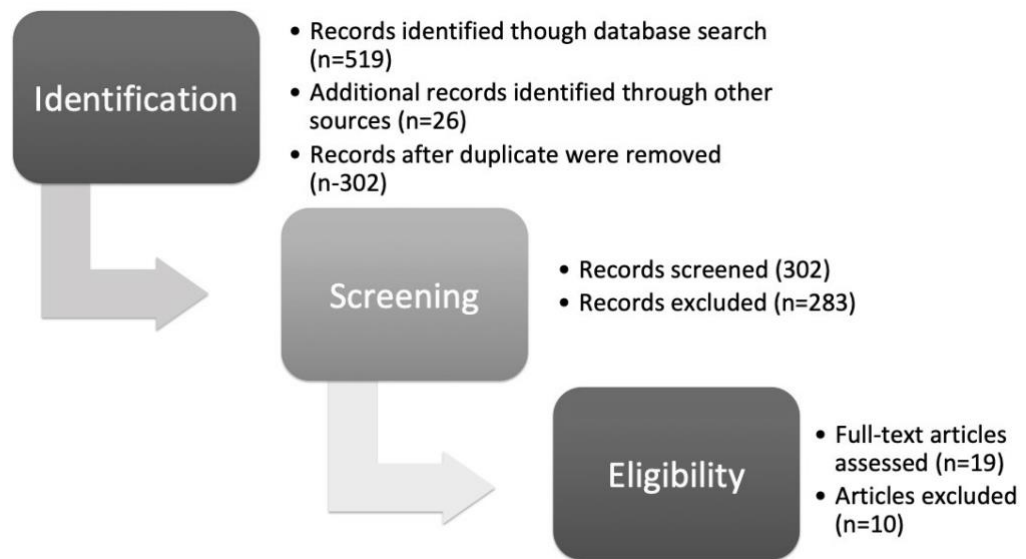 Identification
• Records identified though database search
(n=519)
• Additional records identified through other
sources (n=26)
• Records after duplicate were removed
(n-302)
Screening
• Records screened (302)
• Records excluded (n=283)
Eligibility
• Full-text articles
assessed (n=19)
• Articles excluded
(n=10)